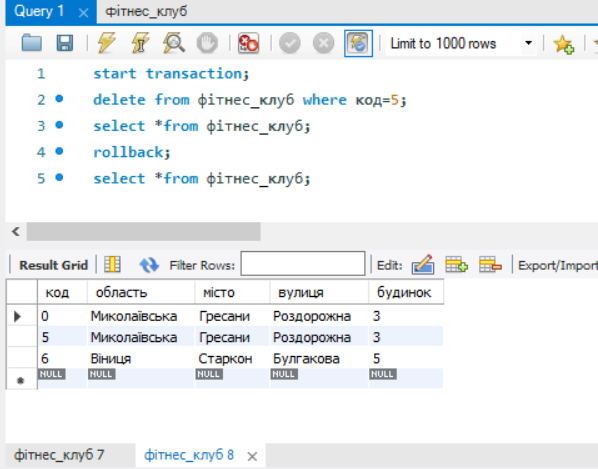 Query 1 × фітнес_клуб
Limit to 1000 rows
1 start transaction;
2 delete from фітнес_клуб where код=5;
3 select *from фітнес_клуб;
4 rollback;
5 select *from фітнес_клуб;
Result Grid Filter Rows: Edit: Export/Import
код область місто вулиця будинок
0 Миколаївська Гресани Роздорожна 3
5 Миколаївська Гресани Роздорожна 3
6 Віниця Старкон Булгакова 5
NULL NULL NULL NULL NULL
фітнес_клуб 7 фітнес_клуб 8 ×